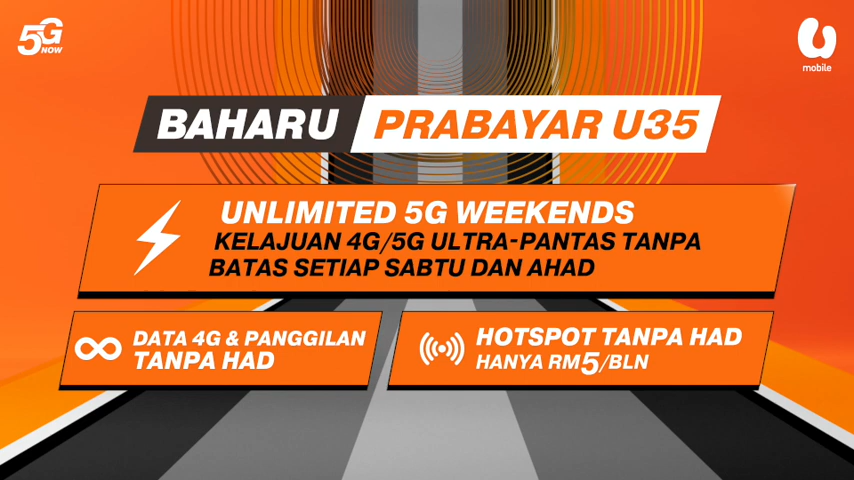 5G
NOW
U
mobile
BAHARU PRABAYAR U35
UNLIMITED 5G WEEKENDS
KELAJUAN 4G/5G ULTRA-PANTAS TANPA
BATAS SETIAP SABTU DAN AHAD
DATA 4G & PANGGILAN
TANPA HAD
HOTSPOT TANPA HAD
HANYA RM5/BLN